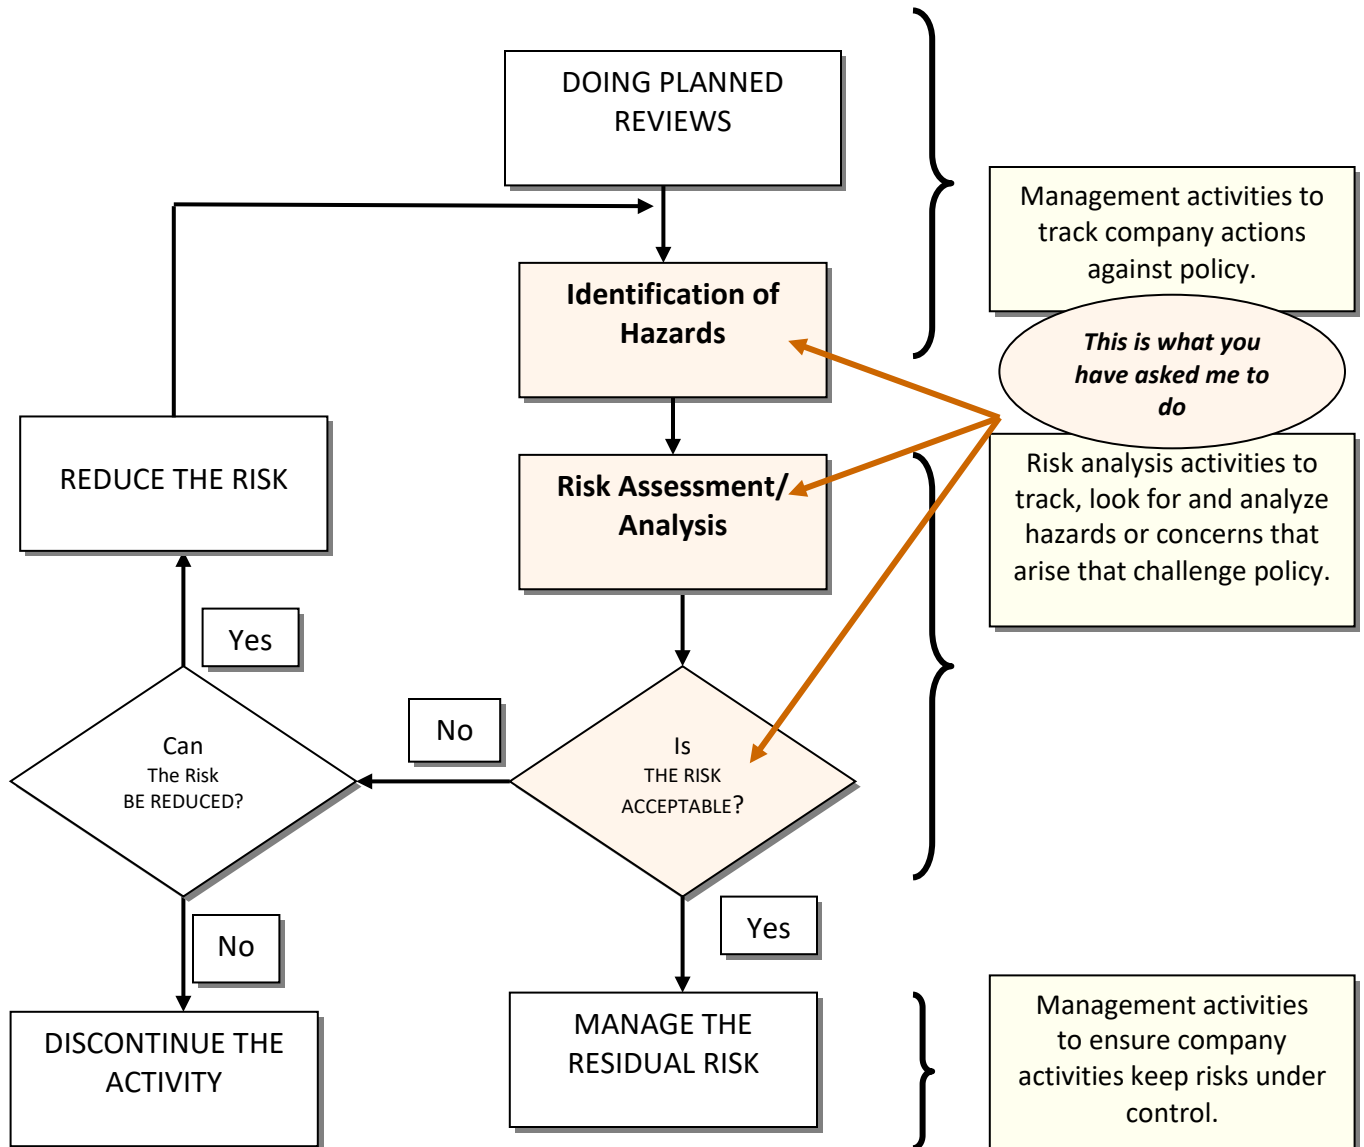 DOING PLANNED
REVIEWS
Management activities to
track company actions
against policy.
Identification of
Hazards
This is what you
have asked me to
do
REDUCE THE RISK
Risk Assessment/
Analysis
Risk analysis activities to
track, look for and analyze
hazards or concerns that
arise that challenge policy.
Yes
No
Can
The Risk
BE REDUCED?
Is
THE RISK
ACCEPTABLE?
No
Yes
DISCONTINUE THE
ACTIVITY
MANAGE THE
RESIDUAL RISK
Management activities
to ensure company
activities keep risks under
control.